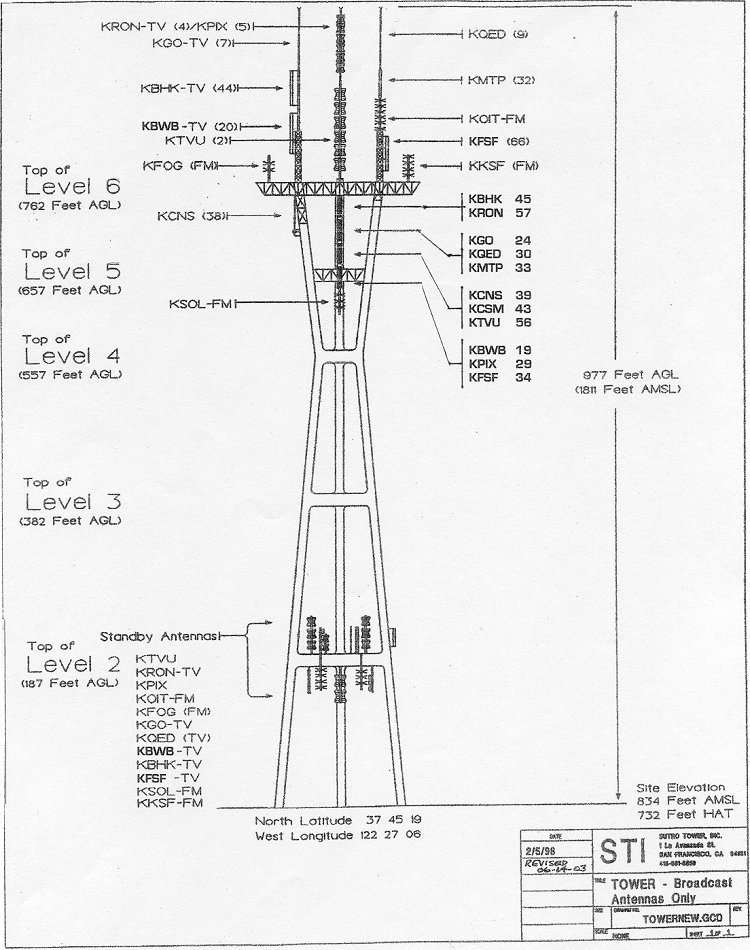 KRON-TV (4)/KPIX (5)
KGO-TV (7)
KBHK-TV (44)
KBWB-TV (20)
KTVU (2)
KFOG (FM)
KQED (9)
KMTP (32)
KOIT-FM
KFSF (66)
KKSF (FM)
Top of
Level 6
(762 Feet AGL)
KCNS (38)
KBHK 45
KRON 57
KGO 24
KQED 30
KMTP 33
Top of
Level 5
(657 Feet AGL)
KSOL-FM
KCNS 39
KCSM 43
KTVU 56
Top of
Level 4
(557 Feet AGL)
KBWB 19
KPIX 29
KFSF 34
977 Feet AGL
(1811 Feet AMSL)
Top of
Level 3
(382 Feet AGL)
Top of
Level 2
(187 Feet AGL)
Standby Antennas
KTVU
KRON-TV
KPIX
KOIT-FM
KFOG (FM)
KGO-TV
KQED (TV)
KBWB-TV
KBHK-TV
KFSF -TV
KSOL-FM
KKSF-FM
North Latitude 37 45 19
West Longitude 122 27 06
Site Elevation
834 Feet AMSL
732 Feet HAT
DATE
2/5/98
REVISED
06-19-03
STI
SUTRO TOWER, INC.
1 La Avanzada St.
SAN FRANCISCO, CA
TITLE
TOWER - Broadcast
Antennas Only
SIZE
DRAWING NO.
TOWERNEW.GCD
REV.
SCALE
NONE
SHEET 1 OF 1